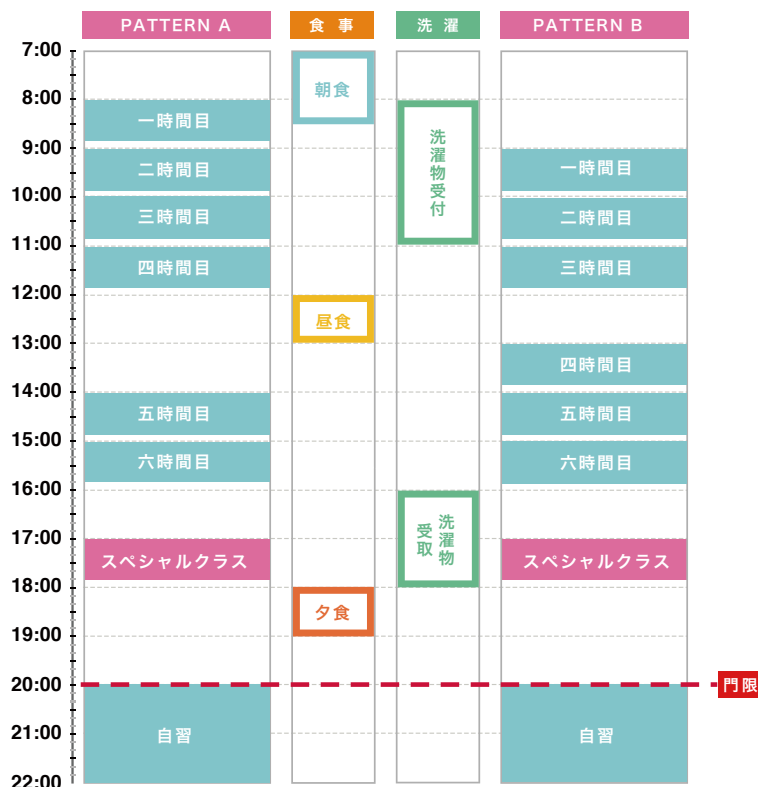 PATTERN A
食事
洗濯
PATTERN B
7:00
朝食
8:00
一時間目
洗濯物受付
9:00
二時間目
一時間目
10:00
三時間目
二時間目
11:00
四時間目
三時間目
12:00
昼食
13:00
四時間目
14:00
五時間目
五時間目
15:00
六時間目
六時間目
16:00
洗濯物
受取
17:00
スペシャルクラス
スペシャルクラス
18:00
夕食
19:00
20:00
門限
21:00
自習
自習
22:00